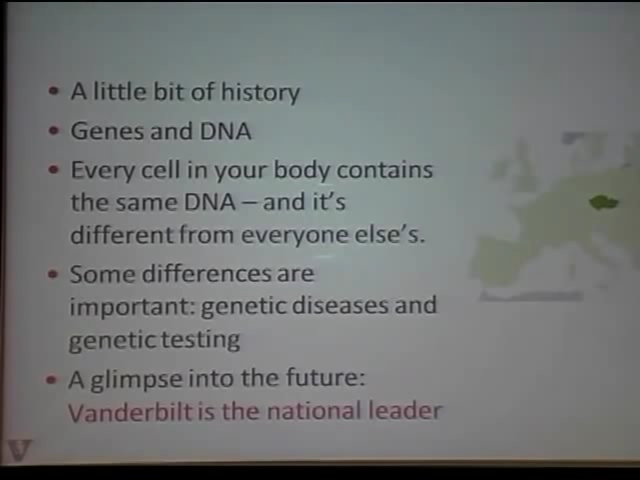 • A little bit of history
• Genes and DNA
• Every cell in your body contains
the same DNA – and it's
different from everyone else's.
• Some differences are
important: genetic diseases and
genetic testing
• A glimpse into the future:
Vanderbilt is the national leader
V